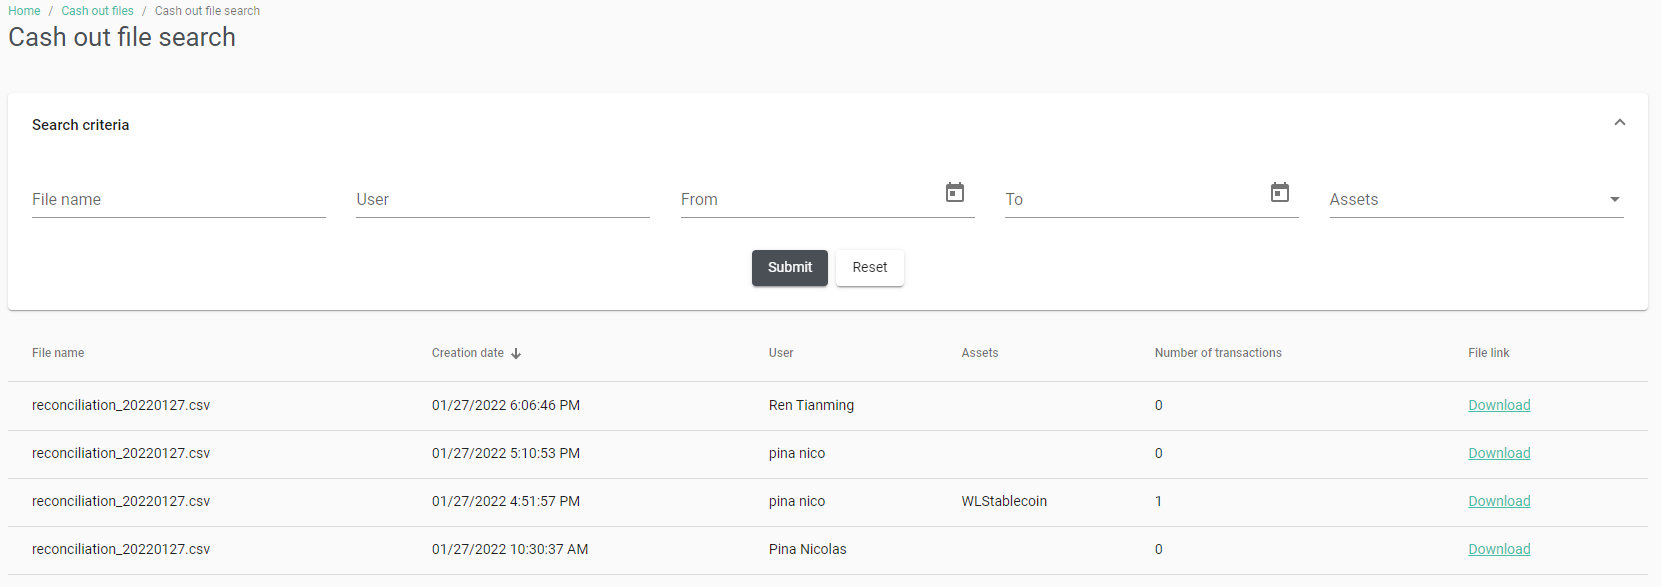 Home / Cash out files / Cash out file search
Cash out file search
Search criteria
File name User From To Assets
Submit Reset
File name Creation date User Assets Number of transactions File link
reconciliation_20220127.csv 01/27/2022 6:06:46 PM Ren Tianming 0 Download
reconciliation_20220127.csv 01/27/2022 5:10:53 PM pina nico 0 Download
reconciliation_20220127.csv 01/27/2022 4:51:57 PM pina nico WLStablecoin 1 Download
reconciliation_20220127.csv 01/27/2022 10:30:37 AM Pina Nicolas 0 Download